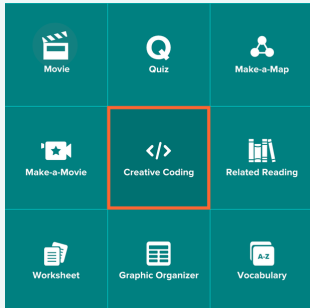 Movie
Quiz
Make-a-Map
Make-a-Movie
</>
Creative Coding
Related Reading
Worksheet
Graphic Organizer
A-Z
Vocabulary